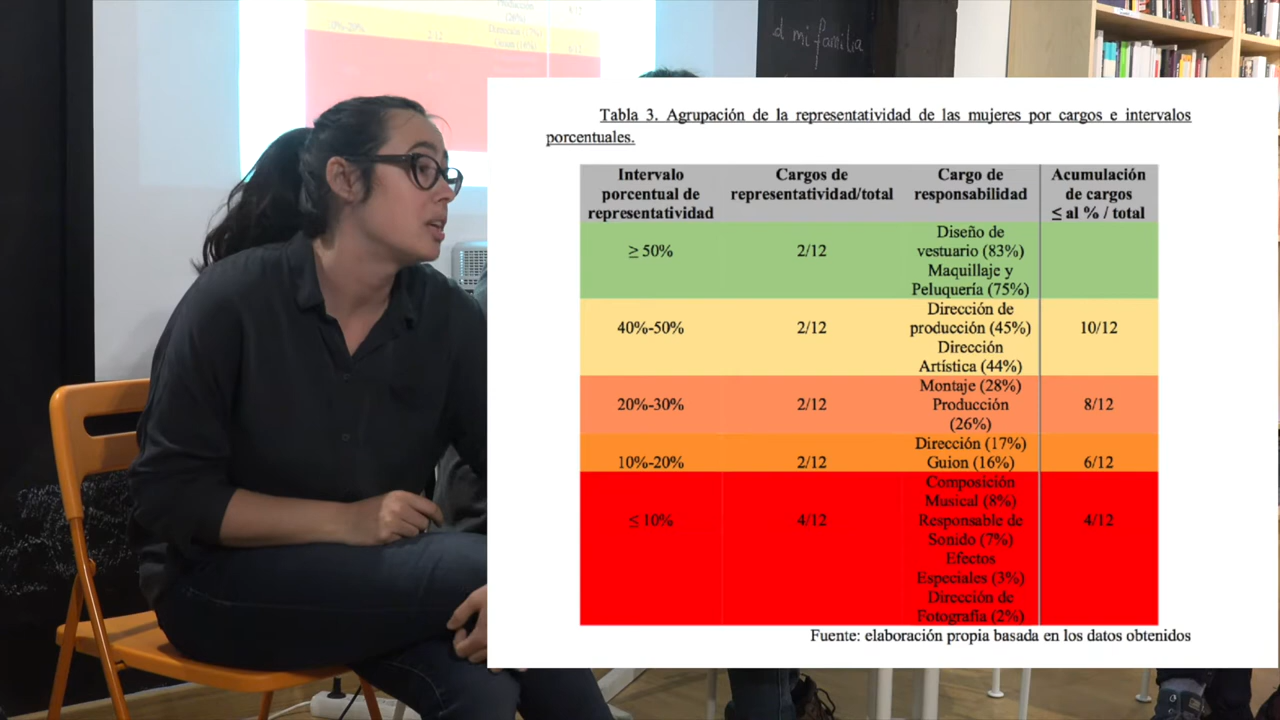 d mi familia
Tabla 3. Agrupación de la representatividad de las mujeres por cargos e intervalos
porcentuales.
Intervalo porcentual de representatividad
Cargos de representatividad/total
Cargo de responsabilidad
Acumulación de cargos ≤ al % / total
≥ 50%
2/12
Diseño de
vestuario (83%)
Maquillaje y
Peluquería (75%)
40%-50%
2/12
Dirección de
producción (45%)
Dirección
Artística (44%)
10/12
20%-30%
2/12
Montaje (28%)
Producción
(26%)
8/12
10%-20%
2/12
Dirección (17%)
Guion (16%)
6/12
≤ 10%
4/12
Composición
Musical (8%)
Responsable de
Sonido (7%)
Efectos
Especiales (3%)
Dirección de
Fotografía (2%)
4/12
Fuente: elaboración propia basada en los datos obtenidos